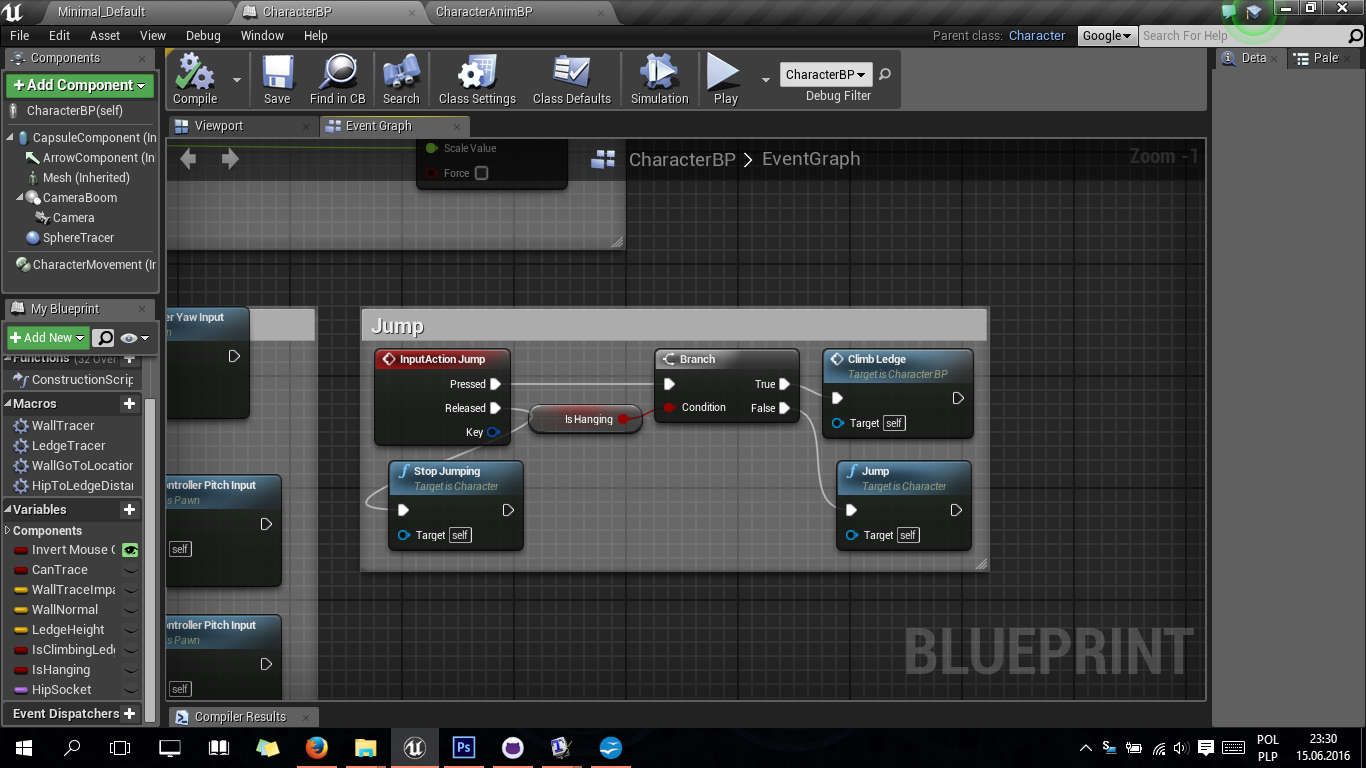 Minimal_Default
CharacterBP
CharacterAnimBP
File Edit Asset View Debug Window Help
Parent class: Character
Google
Search For Help
Components
Add Component
CharacterBP(self)
CapsuleComponent (In
ArrowComponent (In
Mesh (Inherited)
CameraBoom
Camera
SphereTracer
CharacterMovement (Ir
My Blueprint
Add New
Functions (32 Over
ConstructionScrip
Macros
WallTracer
LedgeTracer
WallGoToLocation
HipToLedgeDistan
Variables
Components
Invert Mouse
CanTrace
WallTraceImpa
WallNormal
LedgeHeight
IsClimbingLed
IsHanging
HipSocket
Event Dispatchers
Compile
Save
Find in CB
Search
Class Settings
Class Defaults
Simulation
Play
CharacterBP
Debug Filter
Viewport
Event Graph
CharacterBP > EventGraph
Zoom -1
Scale Value
Force
er Yaw Input
ontroller Pitch Input
s Pawn
self
ontroller Pitch Input
s Pawn
self
Jump
InputAction Jump
Pressed
Released
Key
Is Hanging
Branch
True
Condition
False
Climb Ledge
Target is Character BP
Target self
Stop Jumping
Target is Character
Target self
Jump
Target is Character
Target self
BLUEPRINT
Compiler Results
Deta
Pale
Ps
POL
PLP
23:30
15.06.2016